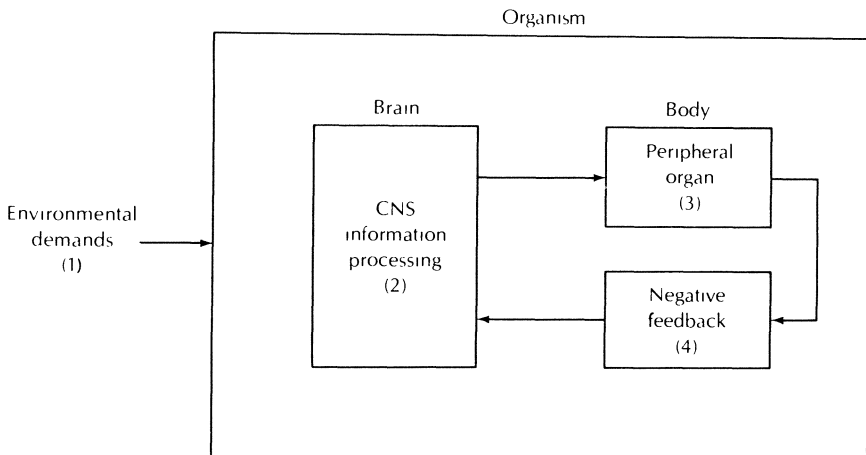 Organism
Brain
Body
Environmental
demands
(1)
CNS
information
processing
(2)
Peripheral
organ
(3)
Negative
feedback
(4)